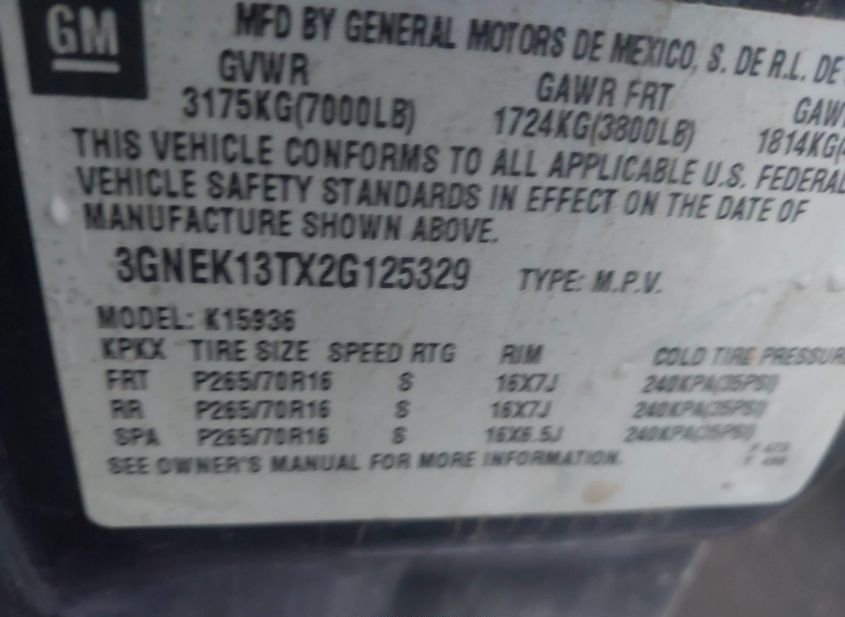 GM
MFD BY GENERAL MOTORS DE MEXICO, S. DE R.L. DE
GVWR GAWR FRT GAW
3175KG(7000LB) 1724KG(3800LB) 1814KG(
THIS VEHICLE CONFORMS TO ALL APPLICABLE U.S. FEDERAL
VEHICLE SAFETY STANDARDS IN EFFECT ON THE DATE OF
MANUFACTURE SHOWN ABOVE.
3GNEK13TX2G125329 TYPE: M.P.V.
MODEL: K15936
KPKX TIRE SIZE SPEED RTG RIM COLD TIRE PRESSUR
FRT P265/70R16 S 16X7J 240KPA(35PSI)
RR P265/70R16 S 16X7J 240KPA(35PSI)
SPA P265/70R16 S 16X6.5J 240KPA(35PSI)
SEE OWNER'S MANUAL FOR MORE INFORMATION.